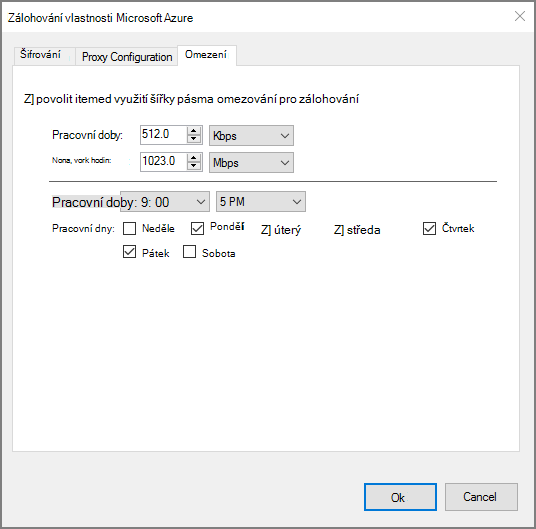 Zálohování vlastnosti Microsoft Azure
Šifrování Proxy Configuration Omezení
Z] povolit itemed využití šířky pásma omezování pro zálohování
Pracovní doby: 512.0 Kbps
Nona, vork hodin: 1023.0 Mbps
Pracovní doby: 9: 00 5 PM
Pracovní dny: Neděle Pondělí Z] úterý Z] středa Čtvrtek
Pátek Sobota
Ok Cancel